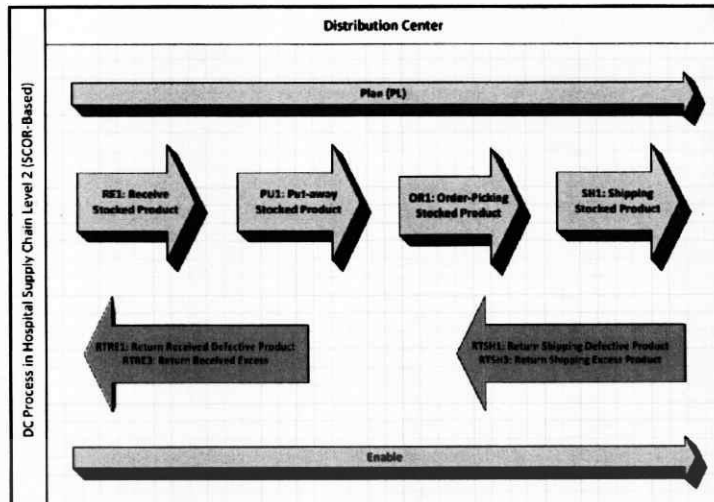 Distribution Center
DC Process in Hospital Supply Chain Level 2 (SCOR-Based)
Plan (PL)
RE1: Receive
Stocked Product
PU1: Put-away
Stocked Product
OR1: Order-Picking
Stocked Product
SH1: Shipping
Stocked Product
RTRE1: Return Received Defective Product
RTRE3: Return Received Excess
RTSH1: Return Shipping Defective Product
RTSH3: Return Shipping Excess Product
Enable